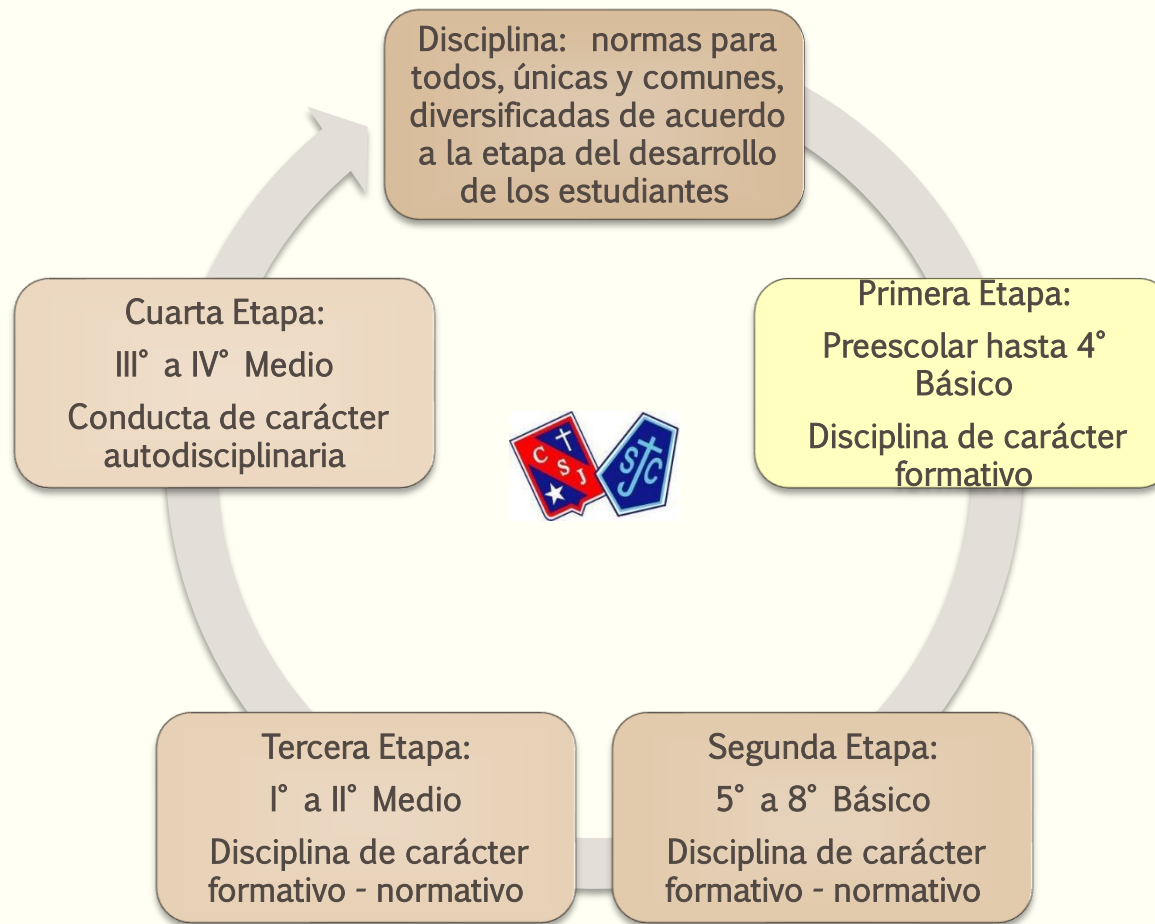 Disciplina: normas para
todos, únicas y comunes,
diversificadas de acuerdo
a la etapa del desarrollo
de los estudiantes
Primera Etapa:
Preescolar hasta 4°
Básico
Disciplina de carácter
formativo
Segunda Etapa:
5° a 8° Básico
Disciplina de carácter
formativo - normativo
Tercera Etapa:
I° a II° Medio
Disciplina de carácter
formativo - normativo
Cuarta Etapa:
III° a IV° Medio
Conducta de carácter
autodisciplinaria
CSJ
SJC